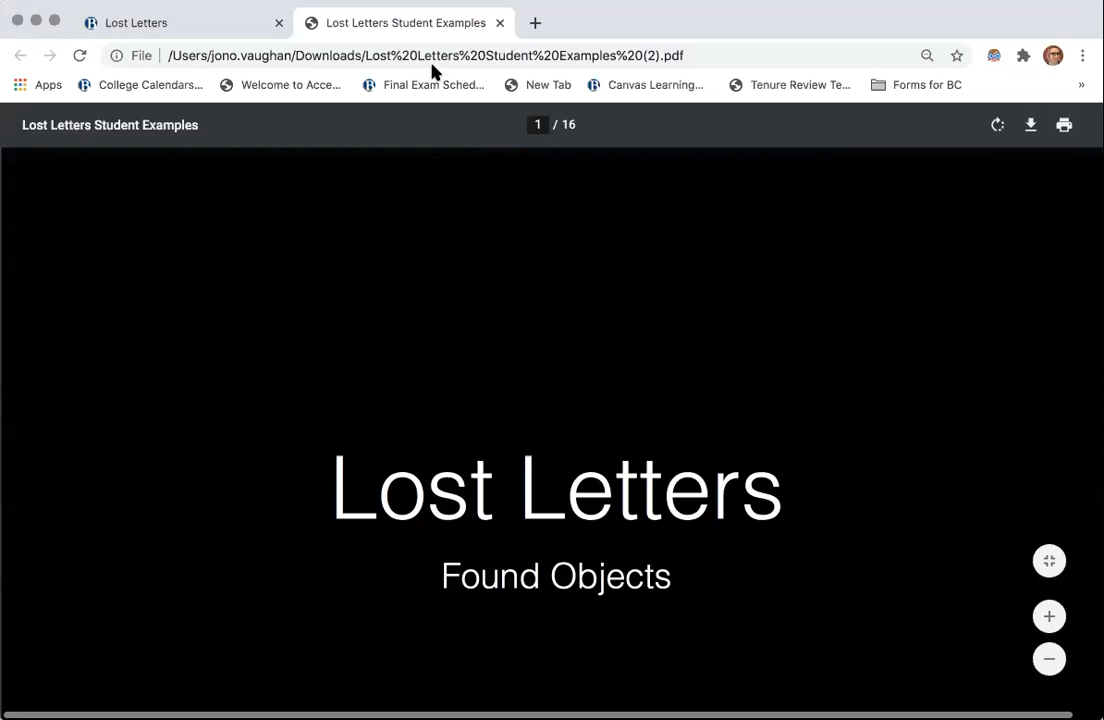 Lost Letters
Lost Letters Student Examples
File
/Users/jono.vaughan/Downloads/Lost%20Letters%20Student%20Examples%20(2).pdf
Apps
College Calendars...
Welcome to Acce...
Final Exam Sched...
New Tab
Canvas Learning...
Tenure Review Te...
Forms for BC
»
Lost Letters Student Examples
1 / 16
Lost Letters
Found Objects